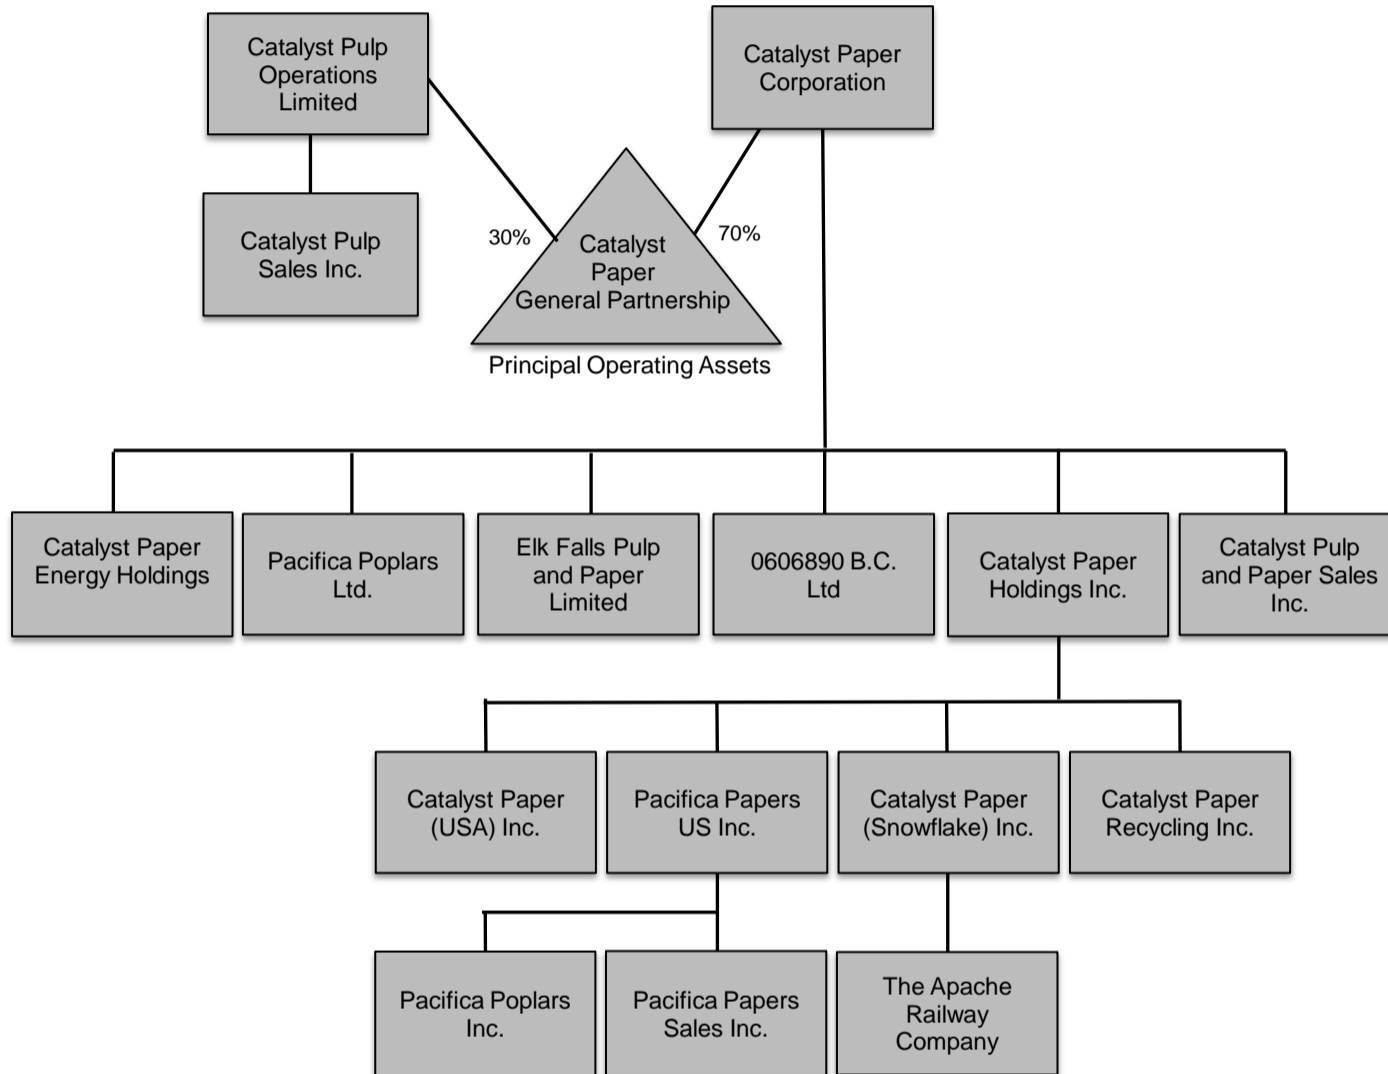 Catalyst Pulp
Operations
Limited
Catalyst Paper
Corporation
Catalyst Pulp
Sales Inc.
30%
70%
Catalyst
Paper
General Partnership
Principal Operating Assets
Catalyst Paper
Energy Holdings
Pacifica Poplars
Ltd.
Elk Falls Pulp
and Paper
Limited
0606890 B.C.
Ltd
Catalyst Paper
Holdings Inc.
Catalyst Pulp
and Paper Sales
Inc.
Catalyst Paper
(USA) Inc.
Pacifica Papers
US Inc.
Catalyst Paper
(Snowflake) Inc.
Catalyst Paper
Recycling Inc.
Pacifica Poplars
Inc.
Pacifica Papers
Sales Inc.
The Apache
Railway
Company